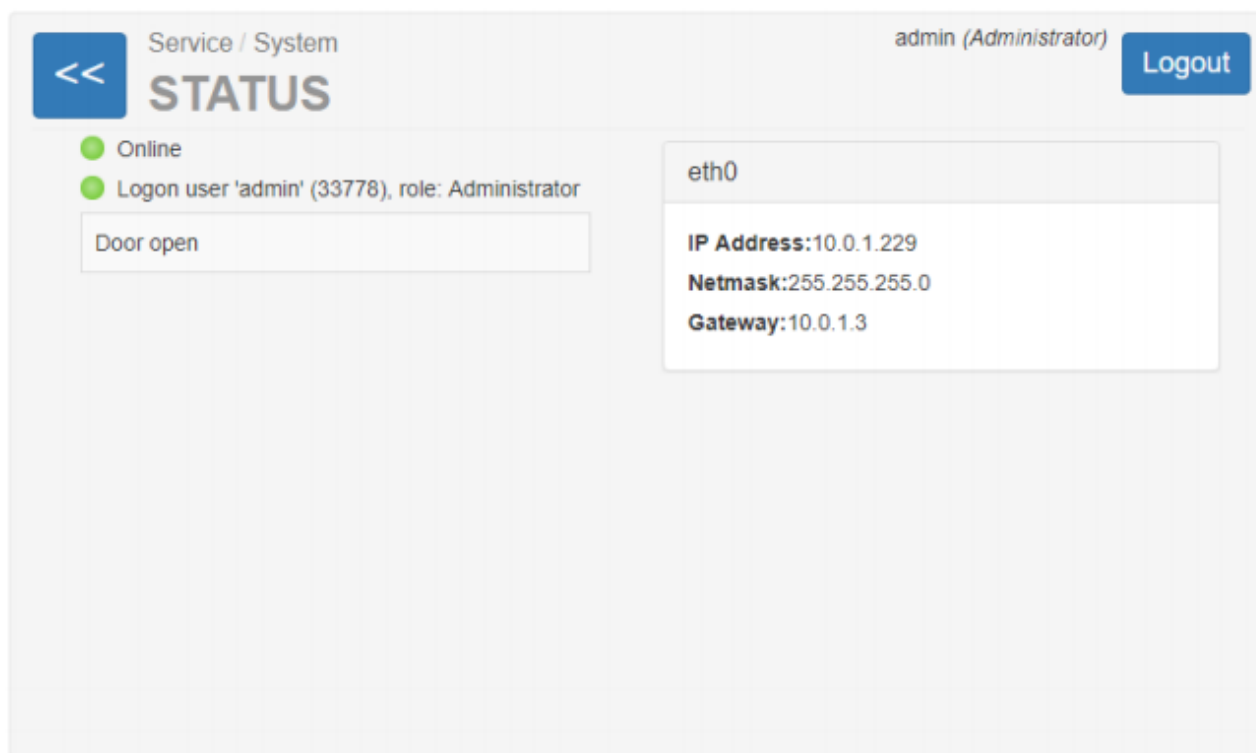 <<
Service / System
STATUS
admin (Administrator)
Logout
Online
Logon user 'admin' (33778), role: Administrator
Door open
eth0
IP Address:10.0.1.229
Netmask:255.255.255.0
Gateway:10.0.1.3